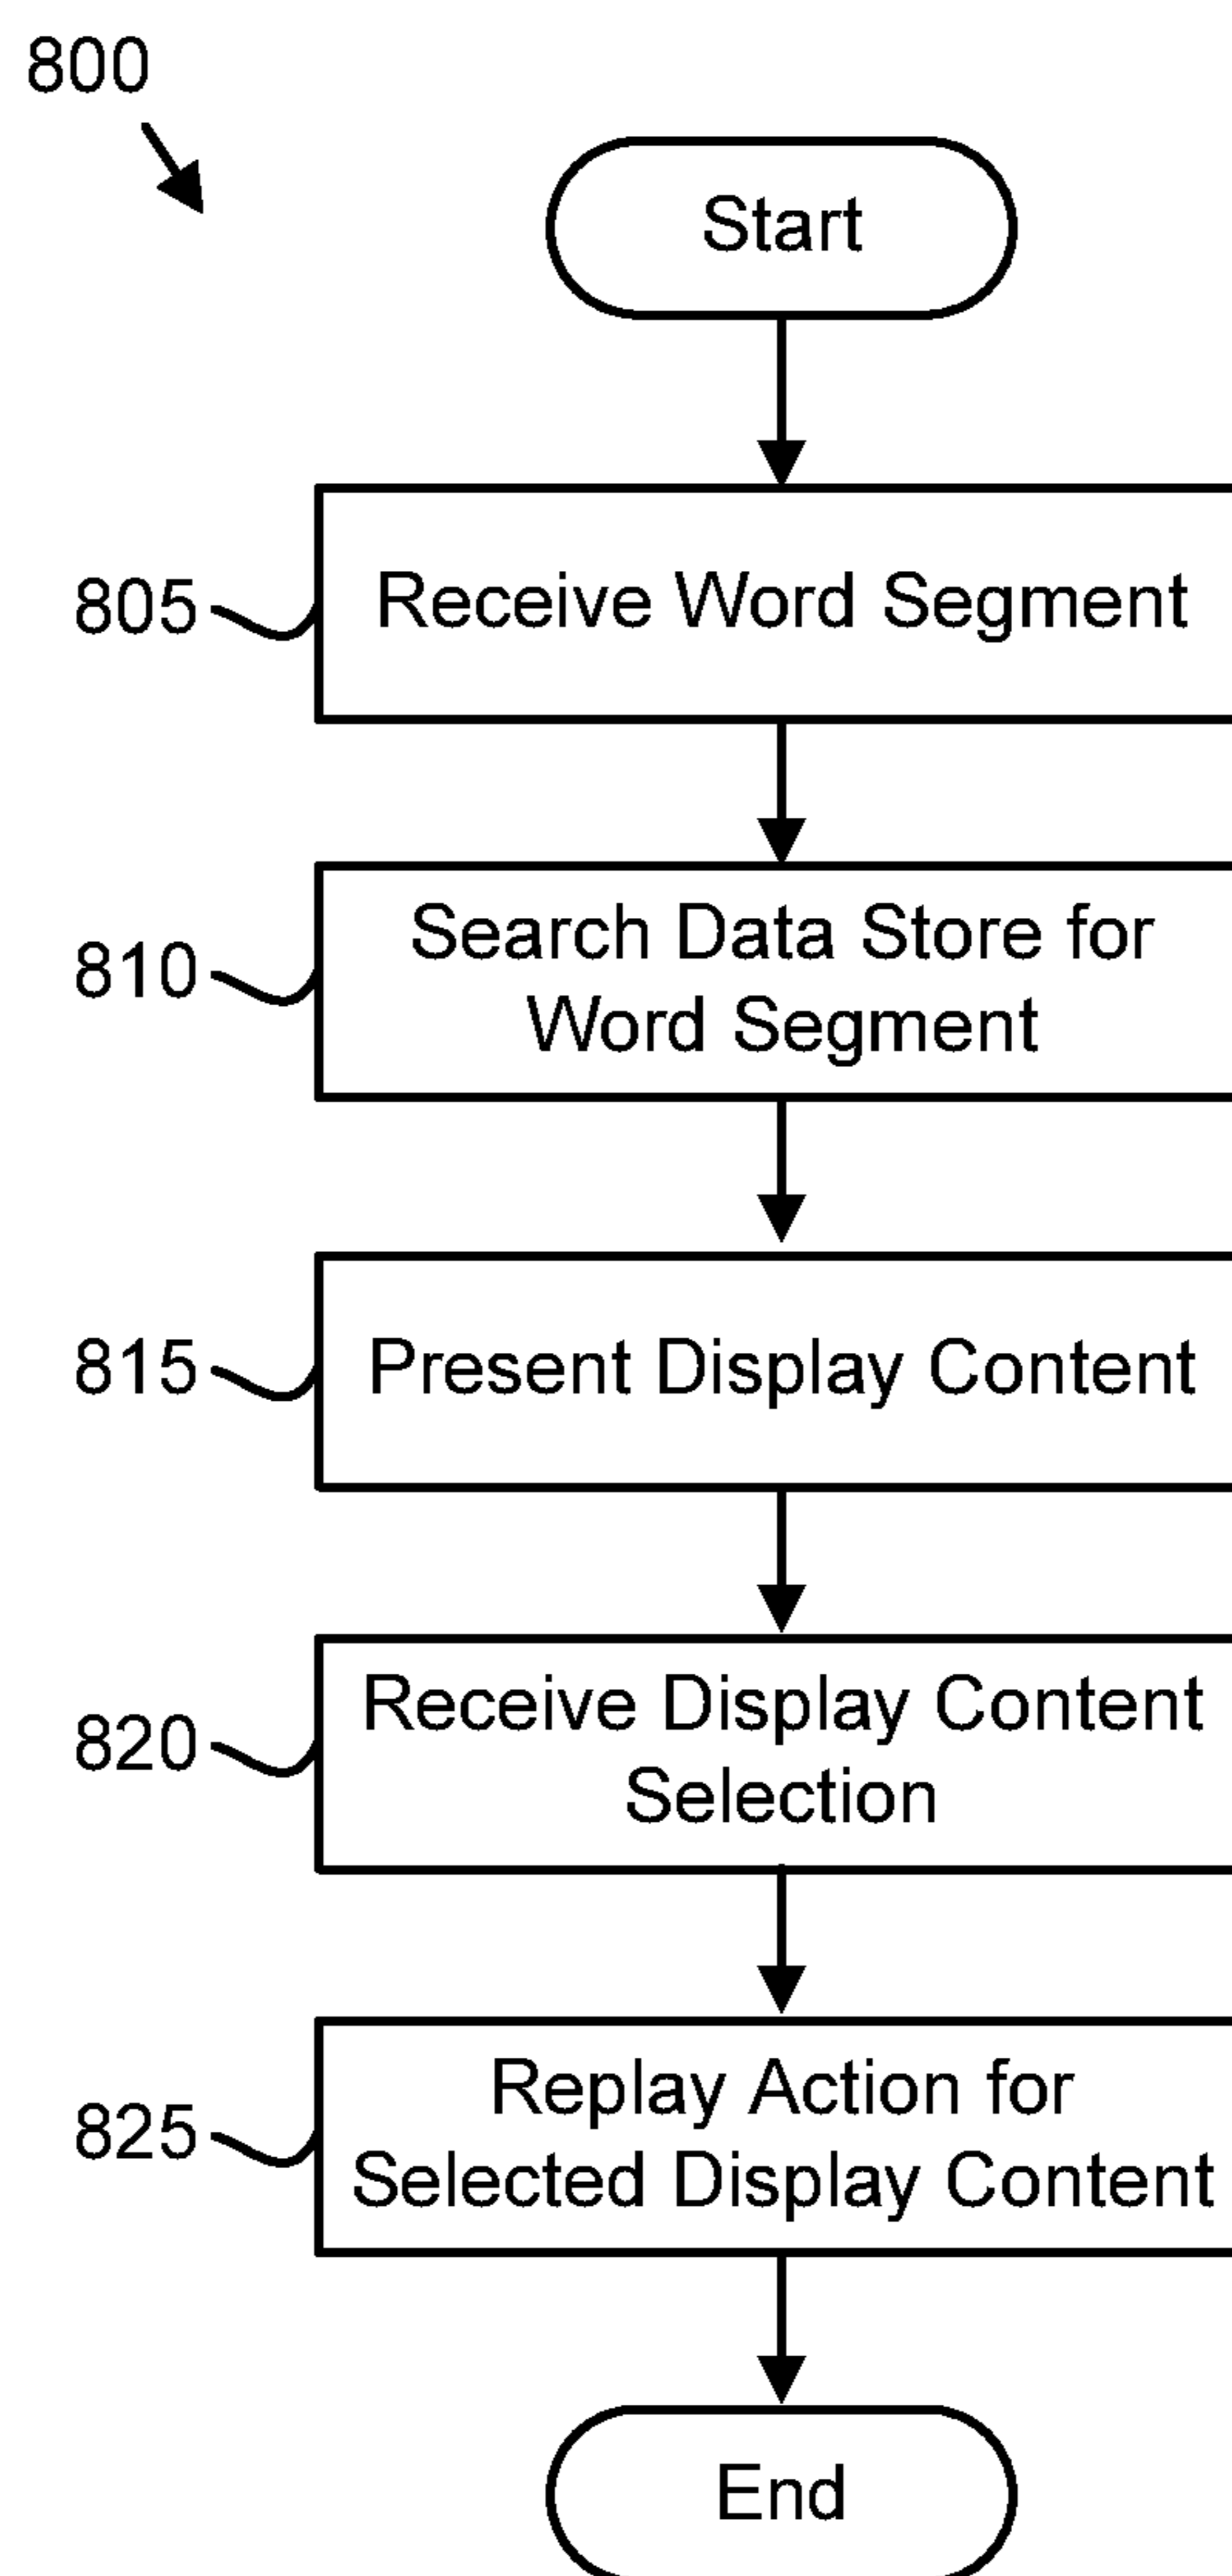 800
Start
805
Receive Word Segment
810
Search Data Store for
Word Segment
815
Present Display Content
820
Receive Display Content
Selection
825
Replay Action for
Selected Display Content
End